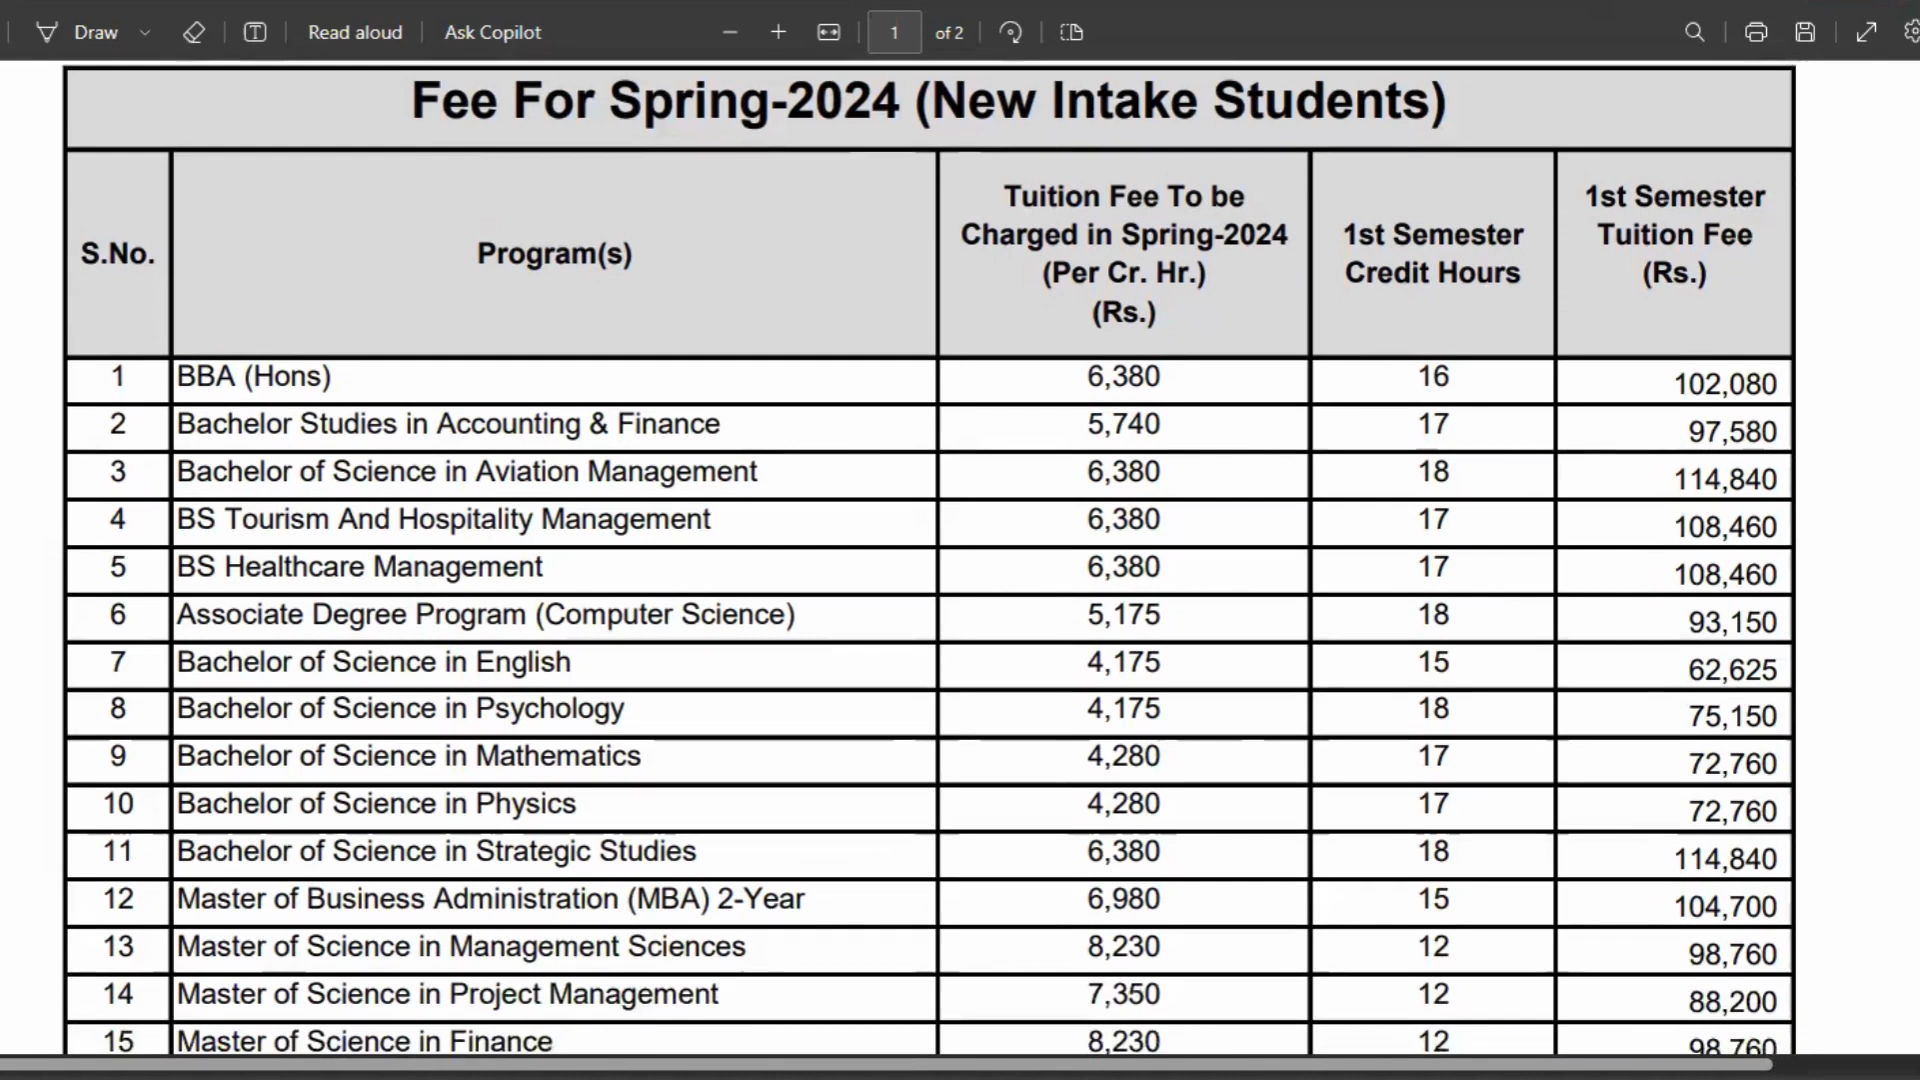 Draw Read aloud Ask Copilot 1 of 2
Fee For Spring-2024 (New Intake Students)
S.No. Program(s) Tuition Fee To be Charged in Spring-2024 (Per Cr. Hr.) (Rs.) 1st Semester Credit Hours 1st Semester Tuition Fee (Rs.)
1 BBA (Hons) 6,380 16 102,080
2 Bachelor Studies in Accounting & Finance 5,740 17 97,580
3 Bachelor of Science in Aviation Management 6,380 18 114,840
4 BS Tourism And Hospitality Management 6,380 17 108,460
5 BS Healthcare Management 6,380 17 108,460
6 Associate Degree Program (Computer Science) 5,175 18 93,150
7 Bachelor of Science in English 4,175 15 62,625
8 Bachelor of Science in Psychology 4,175 18 75,150
9 Bachelor of Science in Mathematics 4,280 17 72,760
10 Bachelor of Science in Physics 4,280 17 72,760
11 Bachelor of Science in Strategic Studies 6,380 18 114,840
12 Master of Business Administration (MBA) 2-Year 6,980 15 104,700
13 Master of Science in Management Sciences 8,230 12 98,760
14 Master of Science in Project Management 7,350 12 88,200
15 Master of Science in Finance 8,230 12 98,760